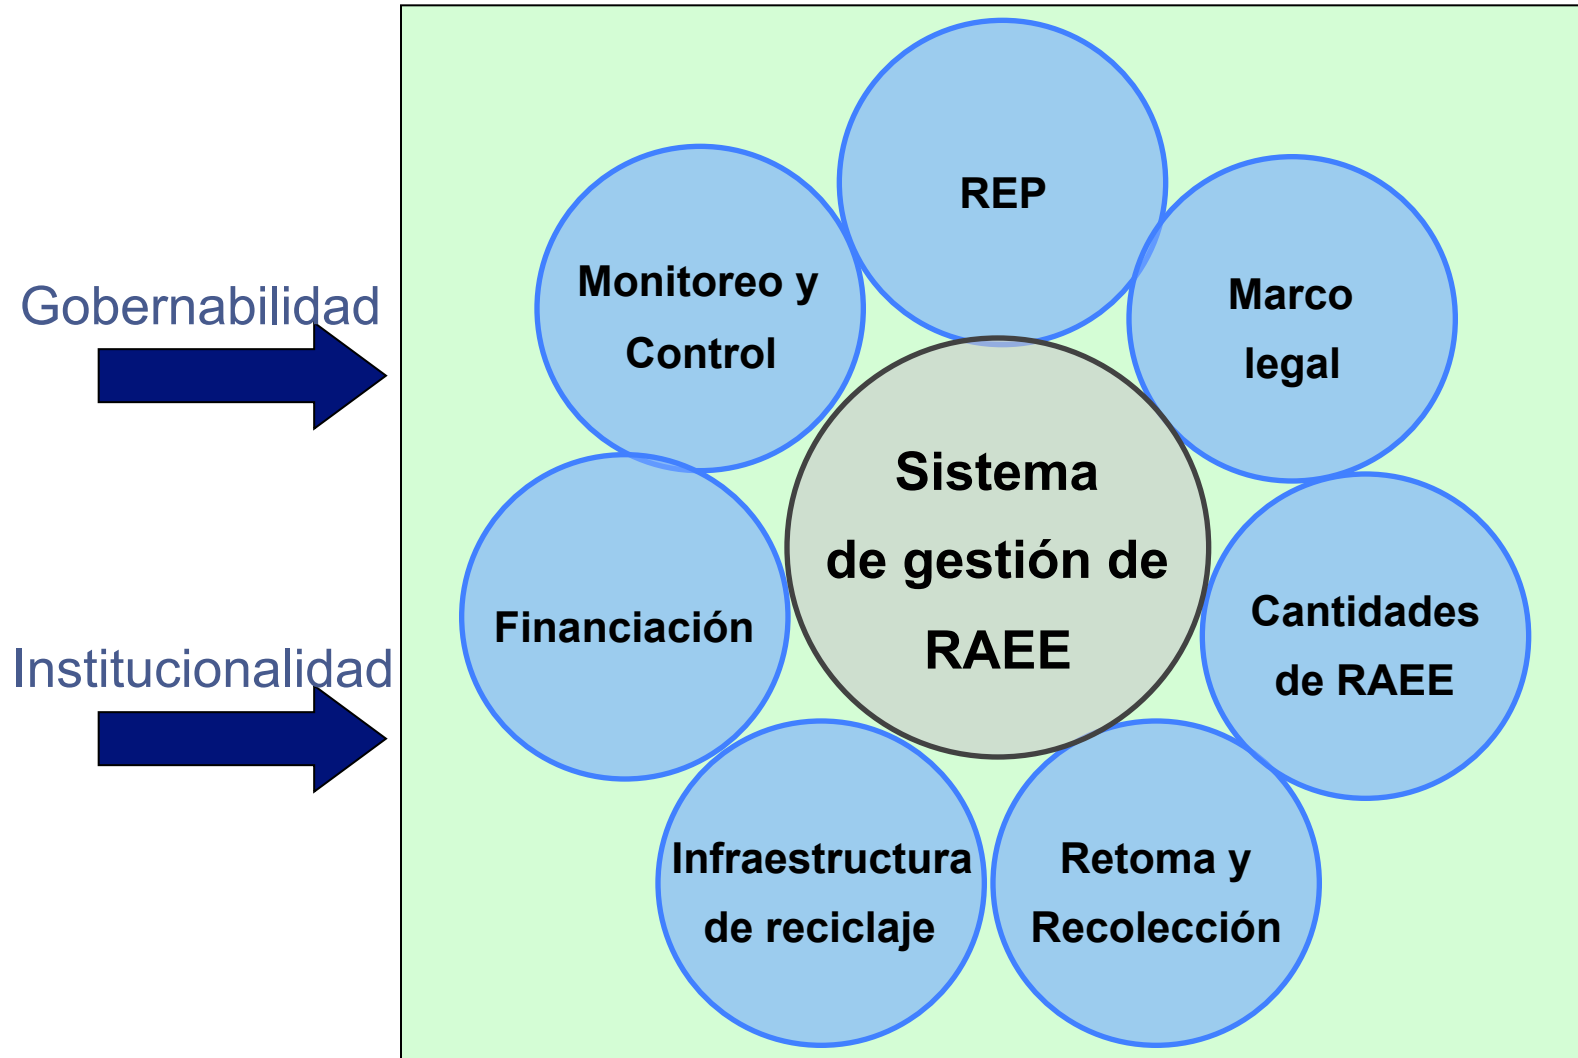 Gobernabilidad
Institucionalidad
REP
Monitoreo y
Control
Marco
legal
Sistema
de gestión de
RAEE
Financiación
Cantidades
de RAEE
Infraestructura
de reciclaje
Retoma y
Recolección